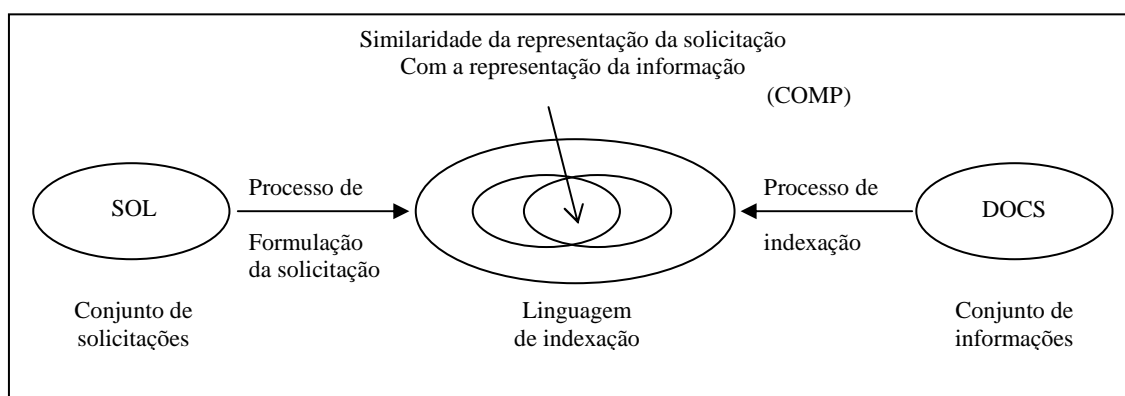 Similaridade da representação da solicitação
Com a representação da informação
(COMP)
SOL
Processo de
Formulação
da solicitação
Processo de
indexação
DOCS
Conjunto de
solicitações
Linguagem
de indexação
Conjunto de
informações